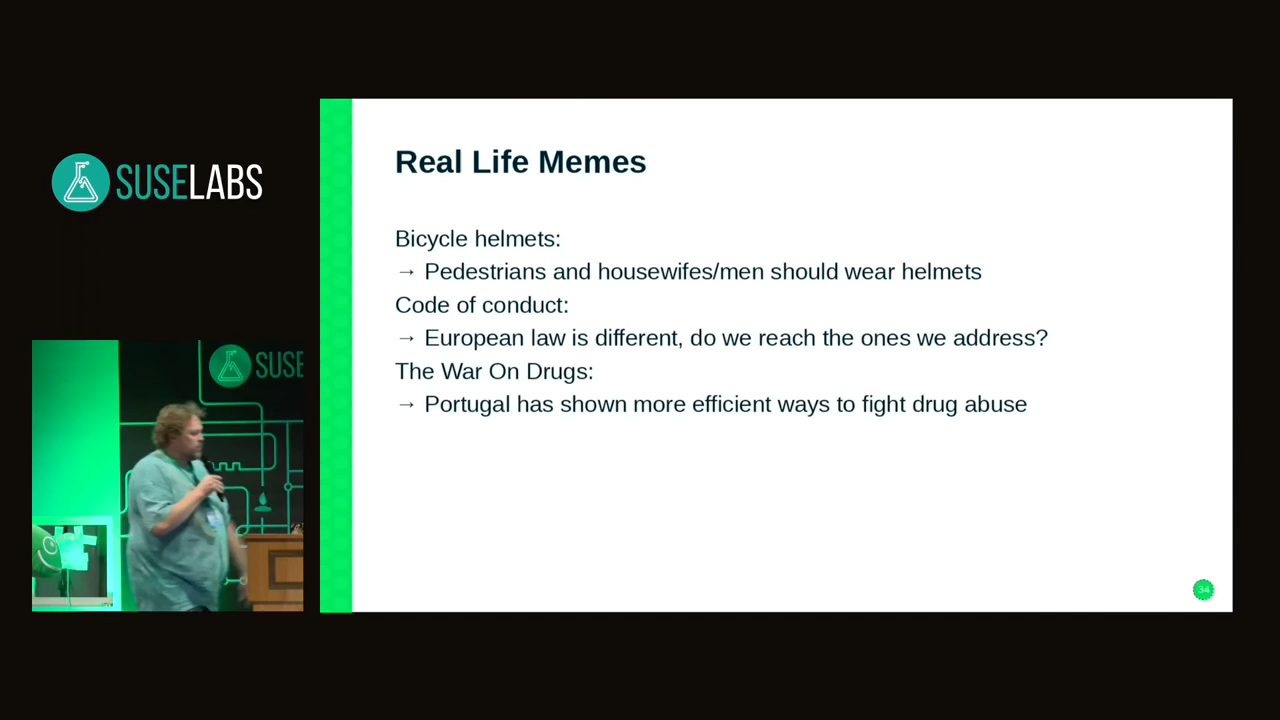 SUSELABS
Real Life Memes
Bicycle helmets:
→ Pedestrians and housewifes/men should wear helmets
Code of conduct:
→ European law is different, do we reach the ones we address?
The War On Drugs:
→ Portugal has shown more efficient ways to fight drug abuse
SUSE
34